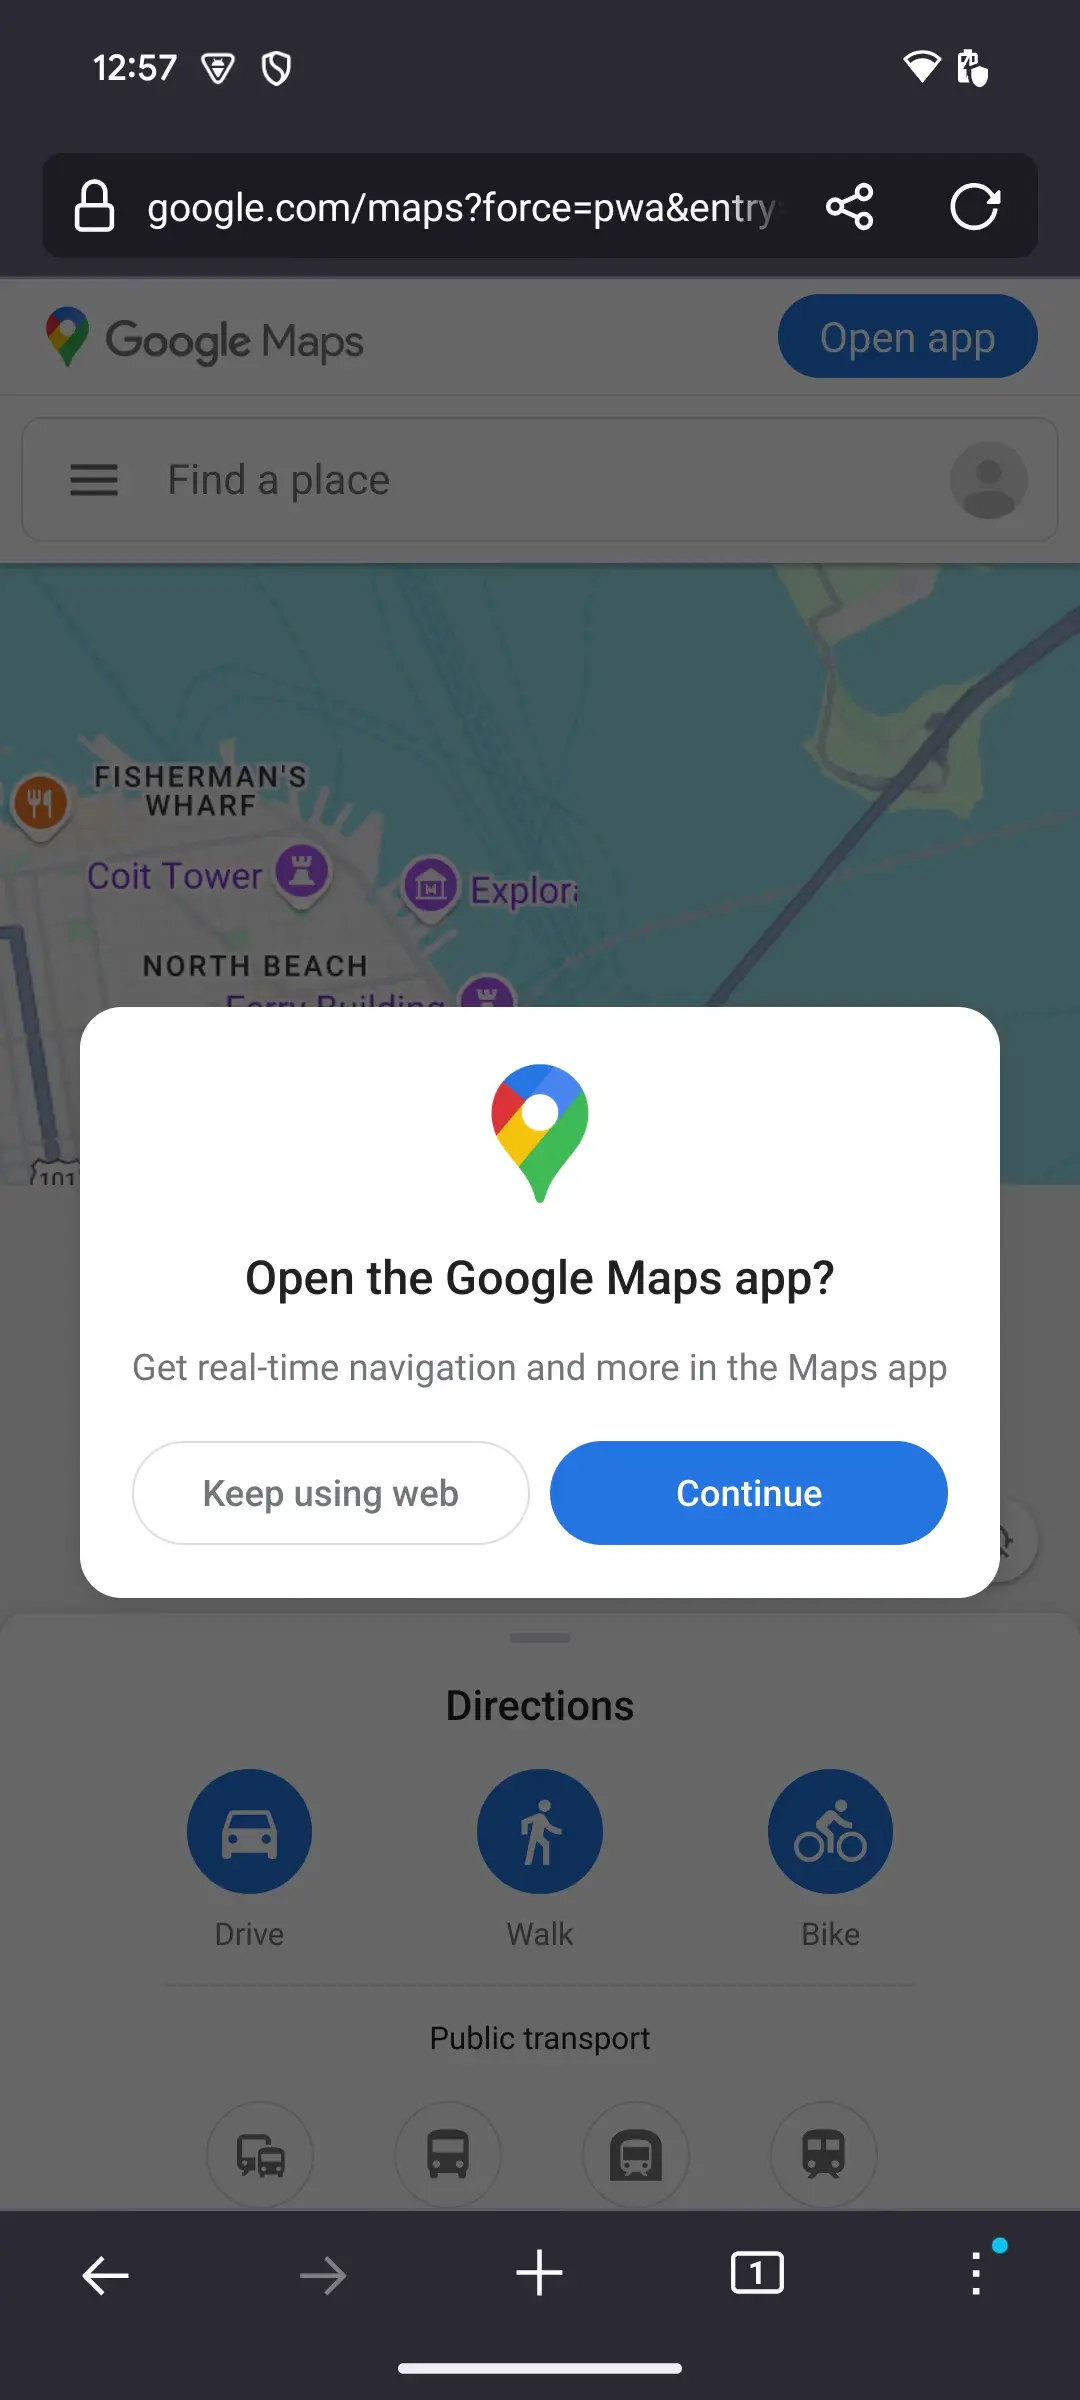 12:57
google.com/maps?force=pwa&entry
Google Maps
Open app
Find a place
FISHERMAN'S
WHARF
Coit Tower
Explor
NORTH BEACH
Ferry Building
101
Open the Google Maps app?
Get real-time navigation and more in the Maps app
Keep using web
Continue
Directions
Drive
Walk
Bike
Public transport
1